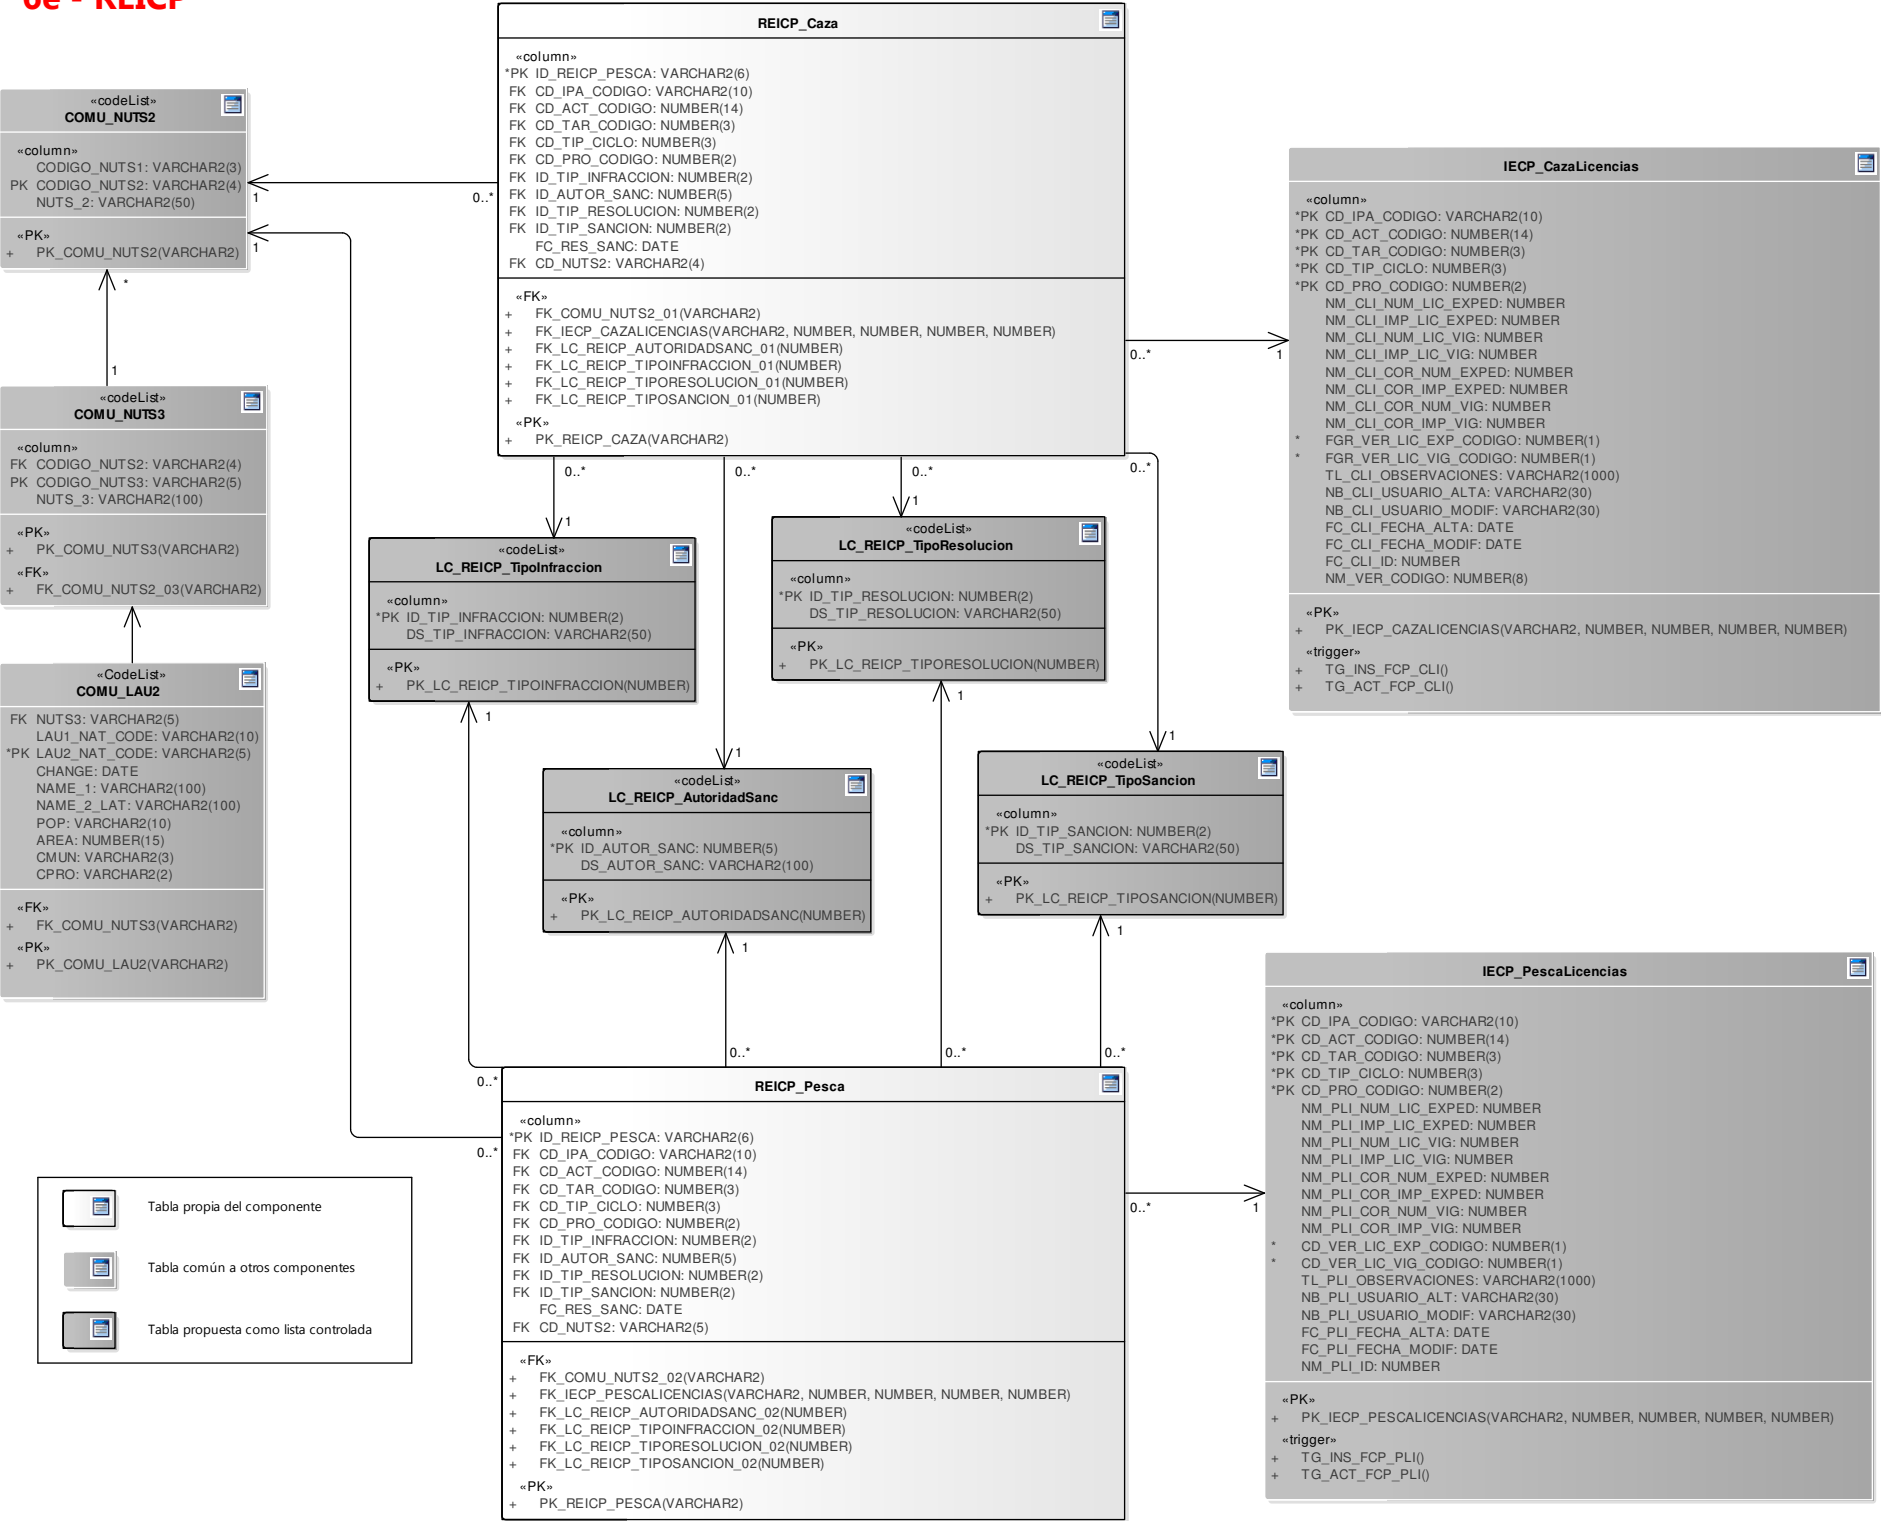 6e - REICP
REICP_Caza
«column»
*PK ID_REICP_PESCA: VARCHAR2(6)
FK CD_IPA_CODIGO: VARCHAR2(10)
FK CD_ACT_CODIGO: NUMBER(14)
FK CD_TAR_CODIGO: NUMBER(3)
FK CD_TIP_CICLO: NUMBER(3)
FK CD_PRO_CODIGO: NUMBER(2)
FK ID_TIP_INFRACCION: NUMBER(2)
FK ID_AUTOR_SANC: NUMBER(5)
FK ID_TIP_RESOLUCION: NUMBER(2)
FK ID_TIP_SANCION: NUMBER(2)
FC_RES_SANC: DATE
FK CD_NUTS2: VARCHAR2(4)
«FK»
+ FK_COMU_NUTS2_01(VARCHAR2)
+ FK_IECP_CAZALICENCIAS(VARCHAR2, NUMBER, NUMBER, NUMBER, NUMBER)
+ FK_LC_REICP_AUTORIDADSANC_01(NUMBER)
+ FK_LC_REICP_TIPOINFRACCION_01(NUMBER)
+ FK_LC_REICP_TIPORESOLUCION_01(NUMBER)
+ FK_LC_REICP_TIPOSANCION_01(NUMBER)
«PK»
+ PK_REICP_CAZA(VARCHAR2)
«codeList»
COMU_NUTS2
«column»
CODIGO_NUTS1: VARCHAR2(3)
PK CODIGO_NUTS2: VARCHAR2(4)
NUTS_2: VARCHAR2(50)
«PK»
+ PK_COMU_NUTS2(VARCHAR2)
1
0..*
1
*
1
«codeList»
COMU_NUTS3
«column»
FK CODIGO_NUTS2: VARCHAR2(4)
PK CODIGO_NUTS3: VARCHAR2(5)
NUTS_3: VARCHAR2(100)
«PK»
+ PK_COMU_NUTS3(VARCHAR2)
«FK»
+ FK_COMU_NUTS2_03(VARCHAR2)
«CodeList»
COMU_LAU2
FK NUTS3: VARCHAR2(5)
LAU1_NAT_CODE: VARCHAR2(10)
*PK LAU2_NAT_CODE: VARCHAR2(5)
CHANGE: DATE
NAME_1: VARCHAR2(100)
NAME_2_LAT: VARCHAR2(100)
POP: VARCHAR2(10)
AREA: NUMBER(15)
CMUN: VARCHAR2(3)
CPRO: VARCHAR2(2)
«FK»
+ FK_COMU_NUTS3(VARCHAR2)
«PK»
+ PK_COMU_LAU2(VARCHAR2)
IECP_CazaLicencias
«column»
*PK CD_IPA_CODIGO: VARCHAR2(10)
*PK CD_ACT_CODIGO: NUMBER(14)
*PK CD_TAR_CODIGO: NUMBER(3)
*PK CD_TIP_CICLO: NUMBER(3)
*PK CD_PRO_CODIGO: NUMBER(2)
NM_CLI_NUM_LIC_EXPED: NUMBER
NM_CLI_IMP_LIC_EXPED: NUMBER
NM_CLI_NUM_LIC_VIG: NUMBER
NM_CLI_IMP_LIC_VIG: NUMBER
NM_CLI_COR_NUM_EXPED: NUMBER
NM_CLI_COR_IMP_EXPED: NUMBER
NM_CLI_COR_NUM_VIG: NUMBER
NM_CLI_COR_IMP_VIG: NUMBER
* FGR_VER_LIC_EXP_CODIGO: NUMBER(1)
* FGR_VER_LIC_VIG_CODIGO: NUMBER(1)
TL_CLI_OBSERVACIONES: VARCHAR2(1000)
NB_CLI_USUARIO_ALTA: VARCHAR2(30)
NB_CLI_USUARIO_MODIF: VARCHAR2(30)
FC_CLI_FECHA_ALTA: DATE
FC_CLI_FECHA_MODIF: DATE
FC_CLI_ID: NUMBER
NM_VER_CODIGO: NUMBER(8)
«PK»
+ PK_IECP_CAZALICENCIAS(VARCHAR2, NUMBER, NUMBER, NUMBER, NUMBER)
«trigger»
+ TG_INS_FCP_CLI()
+ TG_ACT_FCP_CLI()
0..*
1
0..*
0..*
0..*
0..*
1
1
1
1
«codeList»
LC_REICP_TipoInfraccion
«column»
*PK ID_TIP_INFRACCION: NUMBER(2)
DS_TIP_INFRACCION: VARCHAR2(50)
«PK»
+ PK_LC_REICP_TIPOINFRACCION(NUMBER)
«codeList»
LC_REICP_TipoResolucion
«column»
*PK ID_TIP_RESOLUCION: NUMBER(2)
DS_TIP_RESOLUCION: VARCHAR2(50)
«PK»
+ PK_LC_REICP_TIPORESOLUCION(NUMBER)
«codeList»
LC_REICP_AutoridadSanc
«column»
*PK ID_AUTOR_SANC: NUMBER(5)
DS_AUTOR_SANC: VARCHAR2(100)
«PK»
+ PK_LC_REICP_AUTORIDADSANC(NUMBER)
«codeList»
LC_REICP_TipoSancion
«column»
*PK ID_TIP_SANCION: NUMBER(2)
DS_TIP_SANCION: VARCHAR2(50)
«PK»
+ PK_LC_REICP_TIPOSANCION(NUMBER)
1
1
1
1
0..*
0..*
0..*
0..*
0..*
REICP_Pesca
«column»
*PK ID_REICP_PESCA: VARCHAR2(6)
FK CD_IPA_CODIGO: VARCHAR2(10)
FK CD_ACT_CODIGO: NUMBER(14)
FK CD_TAR_CODIGO: NUMBER(3)
FK CD_TIP_CICLO: NUMBER(3)
FK CD_PRO_CODIGO: NUMBER(2)
FK ID_TIP_INFRACCION: NUMBER(2)
FK ID_AUTOR_SANC: NUMBER(5)
FK ID_TIP_RESOLUCION: NUMBER(2)
FK ID_TIP_SANCION: NUMBER(2)
FC_RES_SANC: DATE
FK CD_NUTS2: VARCHAR2(5)
«FK»
+ FK_COMU_NUTS2_02(VARCHAR2)
+ FK_IECP_PESCALICENCIAS(VARCHAR2, NUMBER, NUMBER, NUMBER, NUMBER)
+ FK_LC_REICP_AUTORIDADSANC_02(NUMBER)
+ FK_LC_REICP_TIPOINFRACCION_02(NUMBER)
+ FK_LC_REICP_TIPORESOLUCION_02(NUMBER)
+ FK_LC_REICP_TIPOSANCION_02(NUMBER)
«PK»
+ PK_REICP_PESCA(VARCHAR2)
0..*
1
IECP_PescaLicencias
«column»
*PK CD_IPA_CODIGO: VARCHAR2(10)
*PK CD_ACT_CODIGO: NUMBER(14)
*PK CD_TAR_CODIGO: NUMBER(3)
*PK CD_TIP_CICLO: NUMBER(3)
*PK CD_PRO_CODIGO: NUMBER(2)
NM_PLI_NUM_LIC_EXPED: NUMBER
NM_PLI_IMP_LIC_EXPED: NUMBER
NM_PLI_NUM_LIC_VIG: NUMBER
NM_PLI_IMP_LIC_VIG: NUMBER
NM_PLI_COR_NUM_EXPED: NUMBER
NM_PLI_COR_IMP_EXPED: NUMBER
NM_PLI_COR_NUM_VIG: NUMBER
NM_PLI_COR_IMP_VIG: NUMBER
* CD_VER_LIC_EXP_CODIGO: NUMBER(1)
* CD_VER_LIC_VIG_CODIGO: NUMBER(1)
TL_PLI_OBSERVACIONES: VARCHAR2(1000)
NB_PLI_USUARIO_ALT: VARCHAR2(30)
NB_PLI_USUARIO_MODIF: VARCHAR2(30)
FC_PLI_FECHA_ALTA: DATE
FC_PLI_FECHA_MODIF: DATE
NM_PLI_ID: NUMBER
«PK»
+ PK_IECP_PESCALICENCIAS(VARCHAR2, NUMBER, NUMBER, NUMBER, NUMBER)
«trigger»
+ TG_INS_FCP_PLI()
+ TG_ACT_FCP_PLI()
Tabla propia del componente
Tabla común a otros componentes
Tabla propuesta como lista controlada